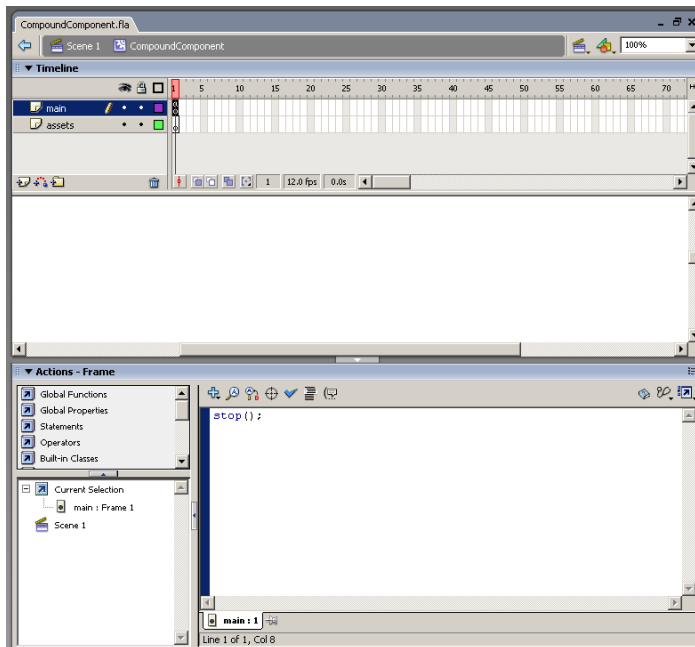 CompoundComponent.fla
Scene 1 CompoundComponent 100%
Timeline
1 5 10 15 20 25 30 35 40 45 50 55 60 65 70
main
assets
1 12.0 fps 0.0s
Actions - Frame
Global Functions
Global Properties
Statements
Operators
Built-in Classes
stop();
Current Selection
main : Frame 1
Scene 1
main : 1
Line 1 of 1, Col 8